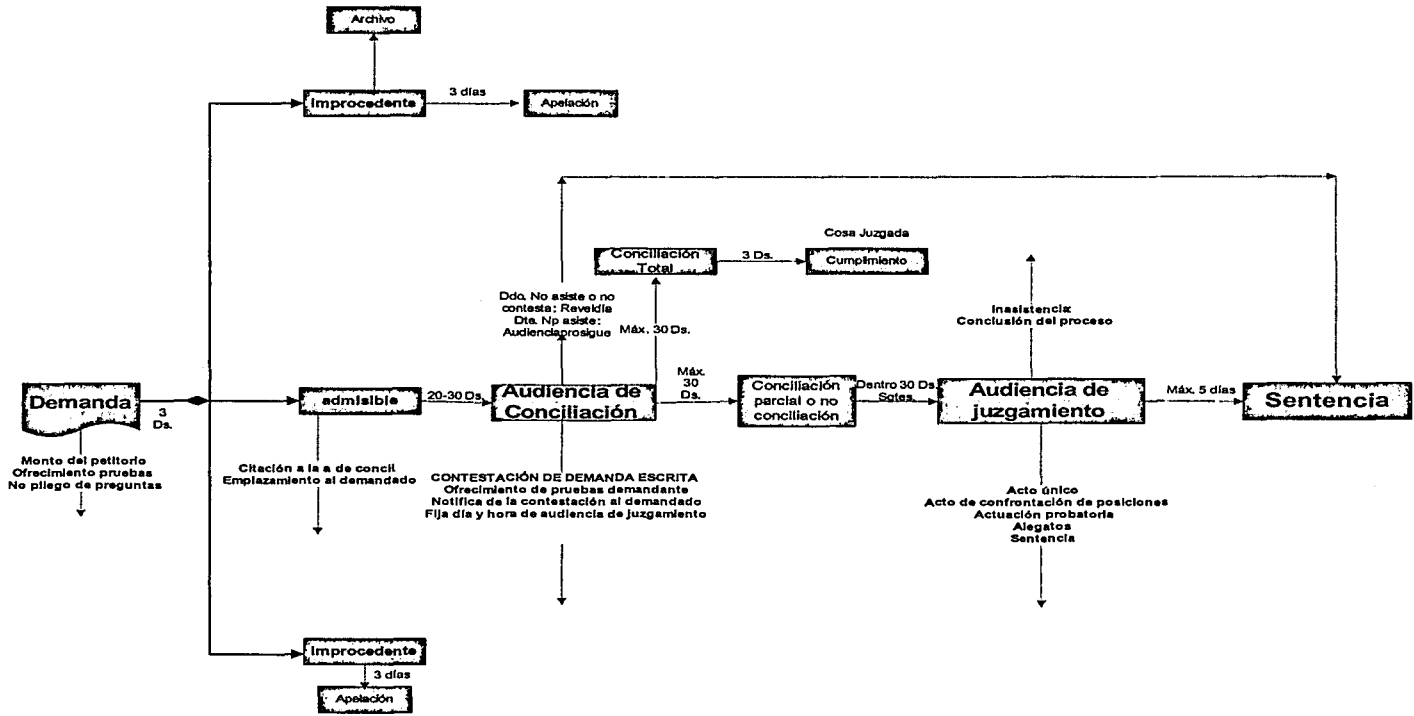 Archivo
Improcedente
3 días
Apelación
Cosa Juzgada
Conciliación
Total
3 Ds.
Cumplimiento
Ddo. No asiste o no
contesta; Reveldía
Dte. Np asiste:
Audienciaprosigue
Máx. 30 Ds.
Inasistencia:
Conclusión del proceso
Demanda
3
Ds.
admisible
20-30 Ds.
Audiencia de
Conciliación
Máx.
30
Ds.
Conciliación
parcial o no
conciliación
Dentro 30 Ds.
Sgtes.
Audiencia de
juzgamiento
Máx. 5 días
Sentencia
Monto del petitorio
Ofrecimiento pruebas
No pliego de preguntas
Citación a la a de concil
Emplazamiento al demandado
CONTESTACIÓN DE DEMANDA ESCRITA
Ofrecimiento de pruebas demandante
Notifica de la contestación al demandado
Fija día y hora de audiencia de juzgamiento
Acto único
Acto de confrontación de posiciones
Actuación probatoria
Alegatos
Sentencia
Improcedente
3 días
Apelación